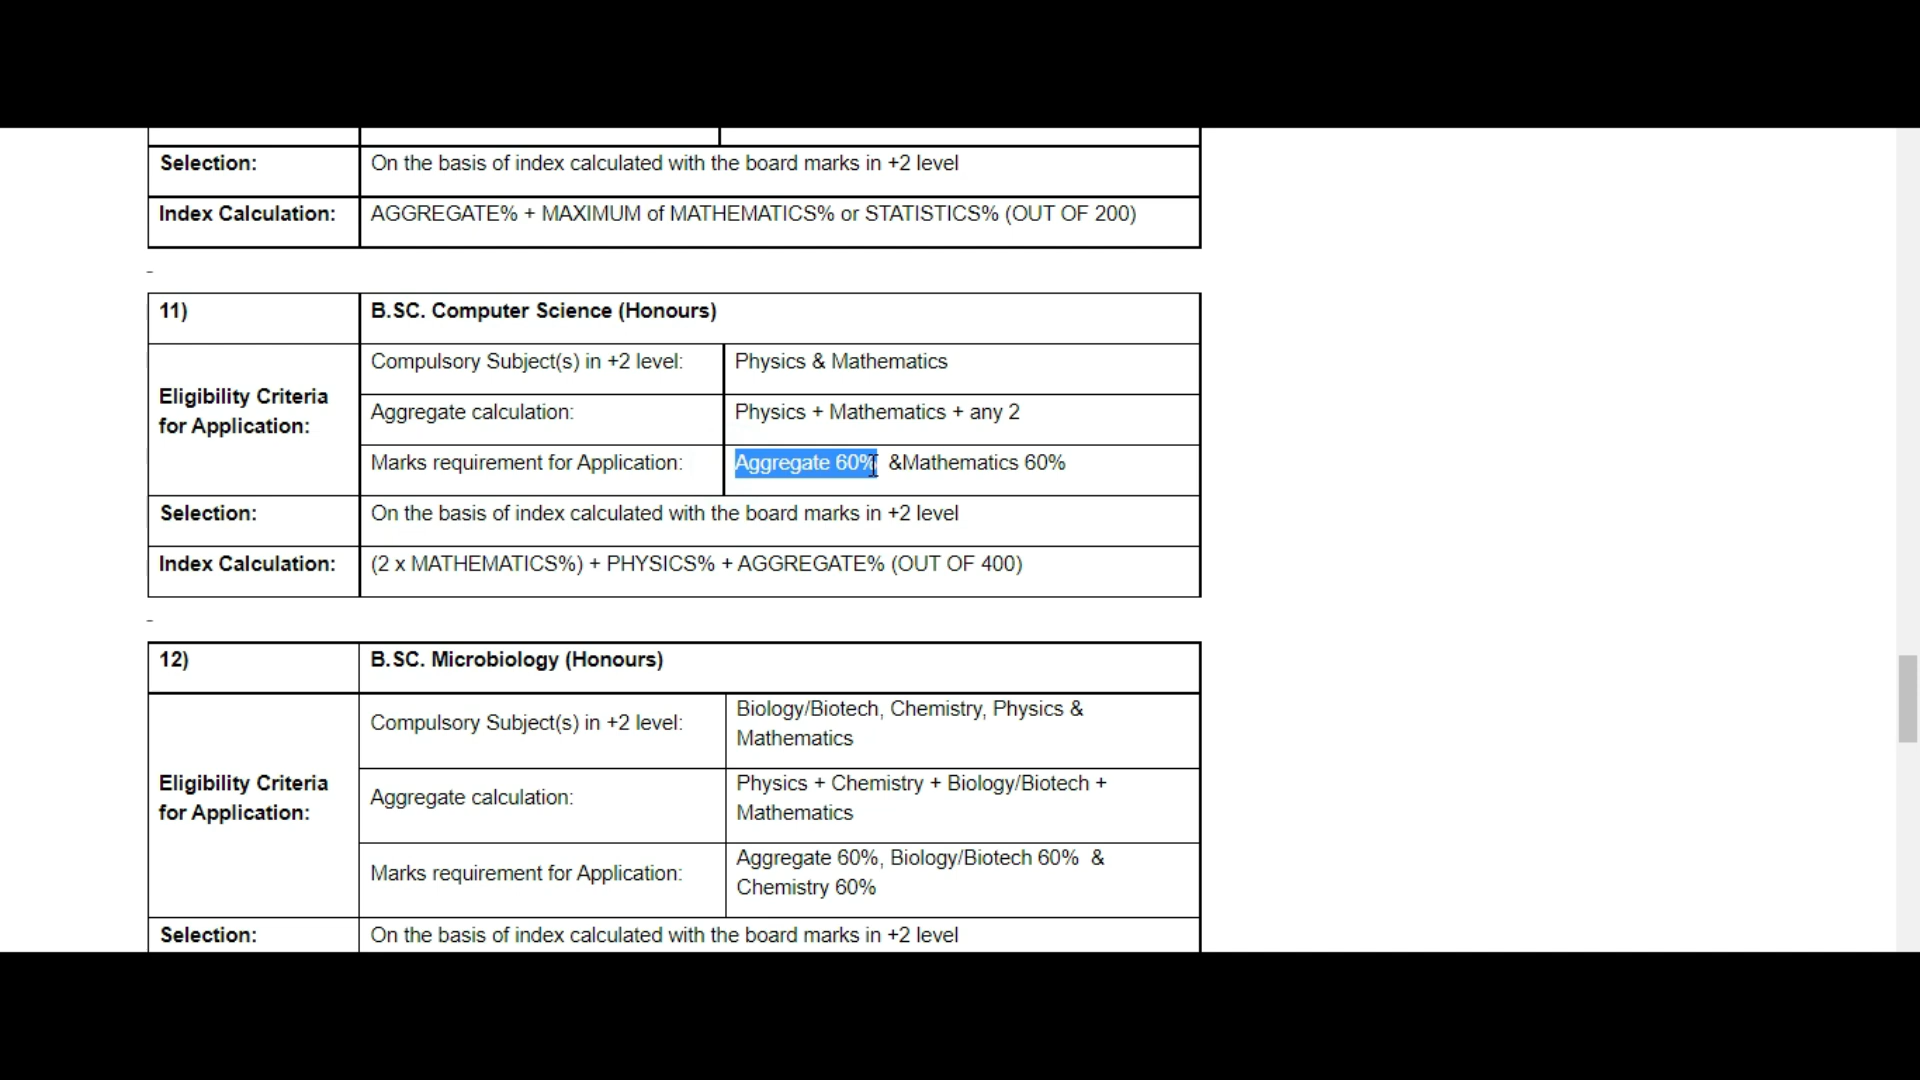 Selection: On the basis of index calculated with the board marks in +2 level
Index Calculation: AGGREGATE% + MAXIMUM of MATHEMATICS% or STATISTICS% (OUT OF 200)
11) B.SC. Computer Science (Honours)
Eligibility Criteria
for Application:
Compulsory Subject(s) in +2 level: Physics & Mathematics
Aggregate calculation: Physics + Mathematics + any 2
Marks requirement for Application: Aggregate 60% &Mathematics 60%
Selection: On the basis of index calculated with the board marks in +2 level
Index Calculation: (2 x MATHEMATICS%) + PHYSICS% + AGGREGATE% (OUT OF 400)
12) B.SC. Microbiology (Honours)
Eligibility Criteria
for Application:
Compulsory Subject(s) in +2 level: Biology/Biotech, Chemistry, Physics &
Mathematics
Aggregate calculation: Physics + Chemistry + Biology/Biotech +
Mathematics
Marks requirement for Application: Aggregate 60%, Biology/Biotech 60% &
Chemistry 60%
Selection: On the basis of index calculated with the board marks in +2 level